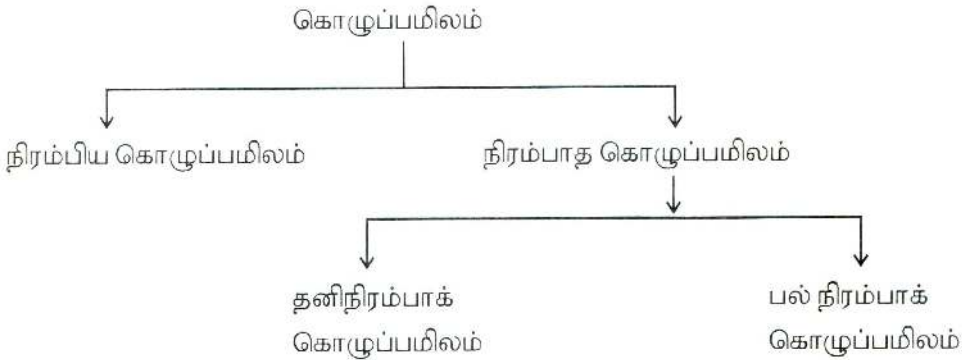 கொழுப்பமிலம்
நிரம்பிய கொழுப்பமிலம்
நிரம்பாத கொழுப்பமிலம்
தனிநிரம்பாக்
கொழுப்பமிலம்
பல் நிரம்பாக்
கொழுப்பமிலம்